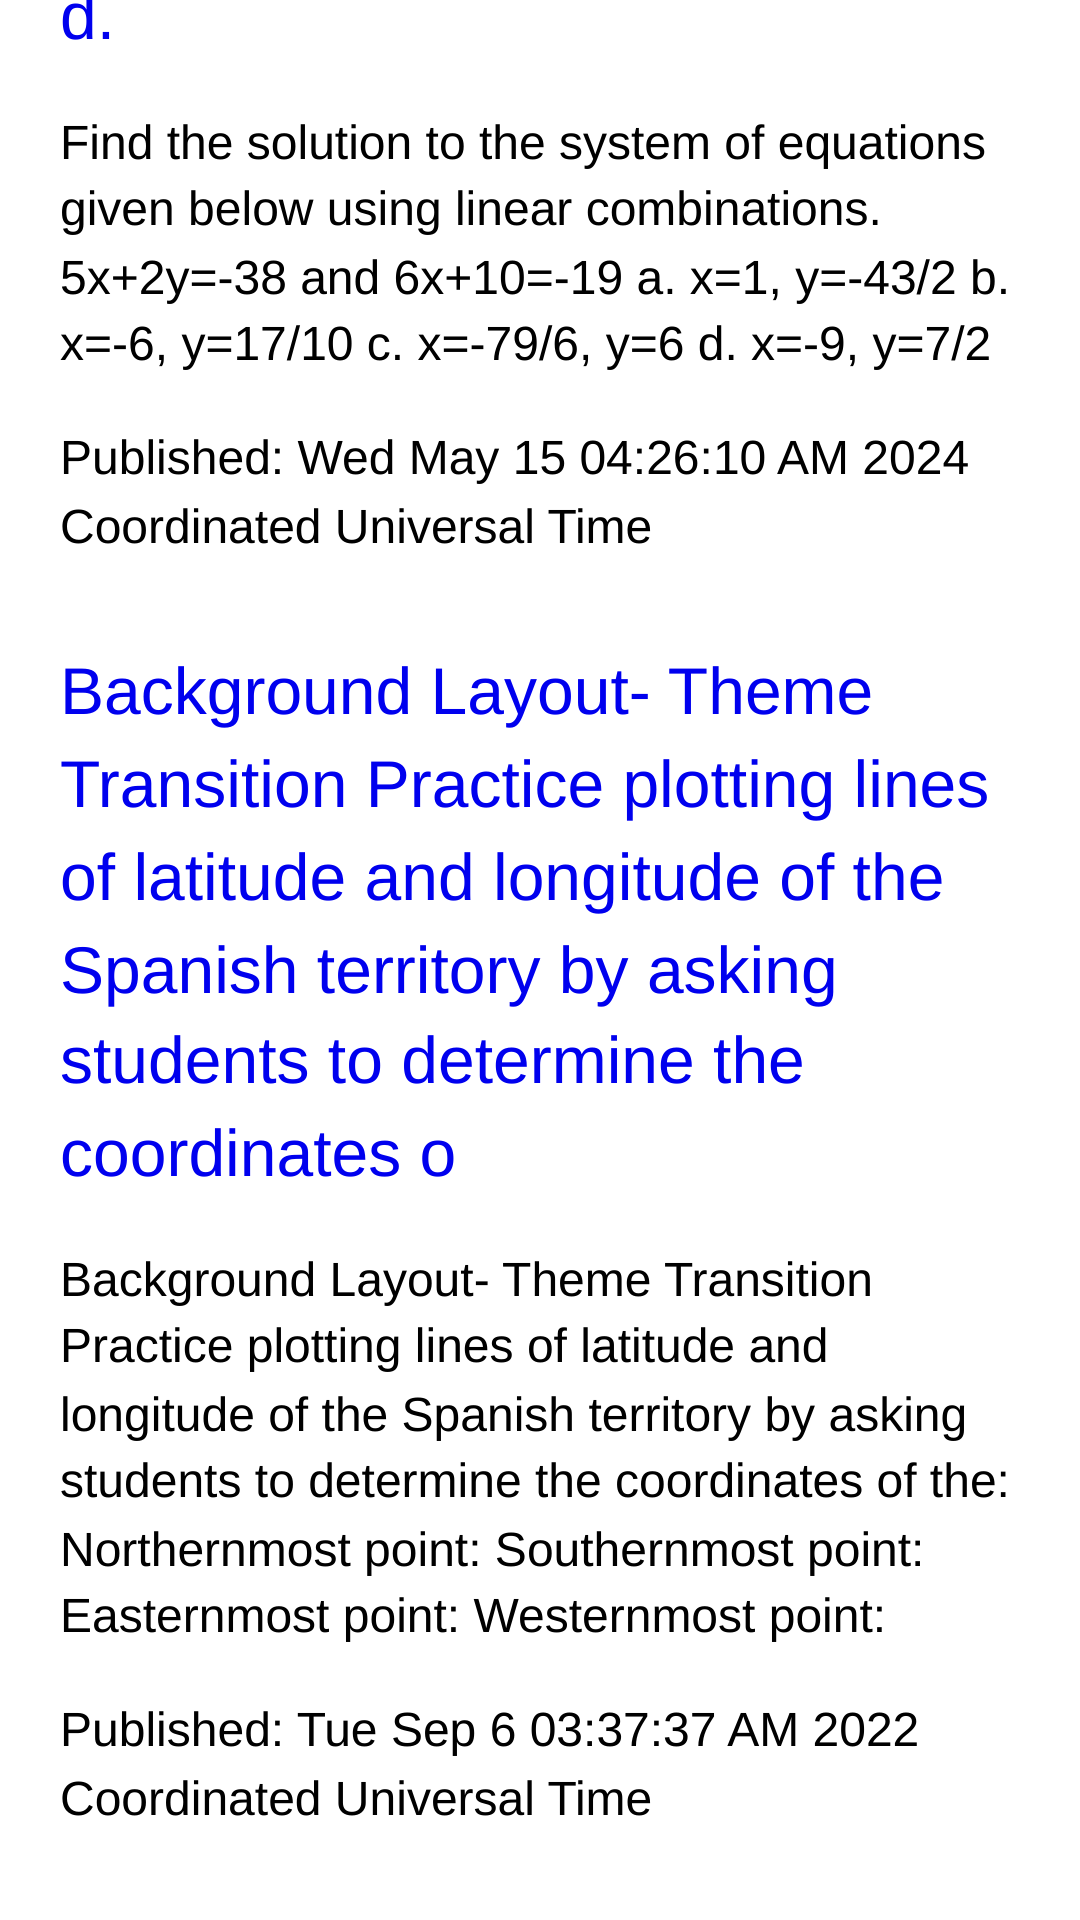 d.
Find the solution to the system of equations
given below using linear combinations.
5x+2y=-38 and 6x+10=-19 a. x=1, y=-43/2 b.
x=-6, y=17/10 c. x=-79/6, y=6 d. x=-9, y=7/2
Published: Wed May 15 04:26:10 AM 2024
Coordinated Universal Time
Background Layout- Theme
Transition Practice plotting lines
of latitude and longitude of the
Spanish territory by asking
students to determine the
coordinates o
Background Layout- Theme Transition
Practice plotting lines of latitude and
longitude of the Spanish territory by asking
students to determine the coordinates of the:
Northernmost point: Southernmost point:
Easternmost point: Westernmost point:
Published: Tue Sep 6 03:37:37 AM 2022
Coordinated Universal Time